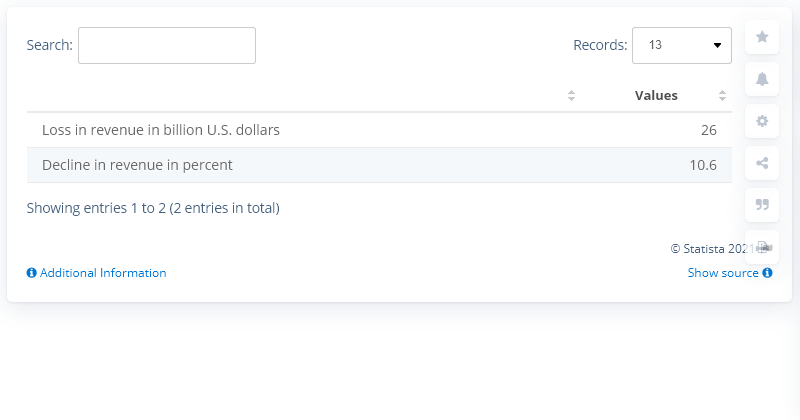 Search:
Records: 13
Values
Loss in revenue in billion U.S. dollars 26
Decline in revenue in percent 10.6
Showing entries 1 to 2 (2 entries in total)
© Statista 2021
Additional Information Show source